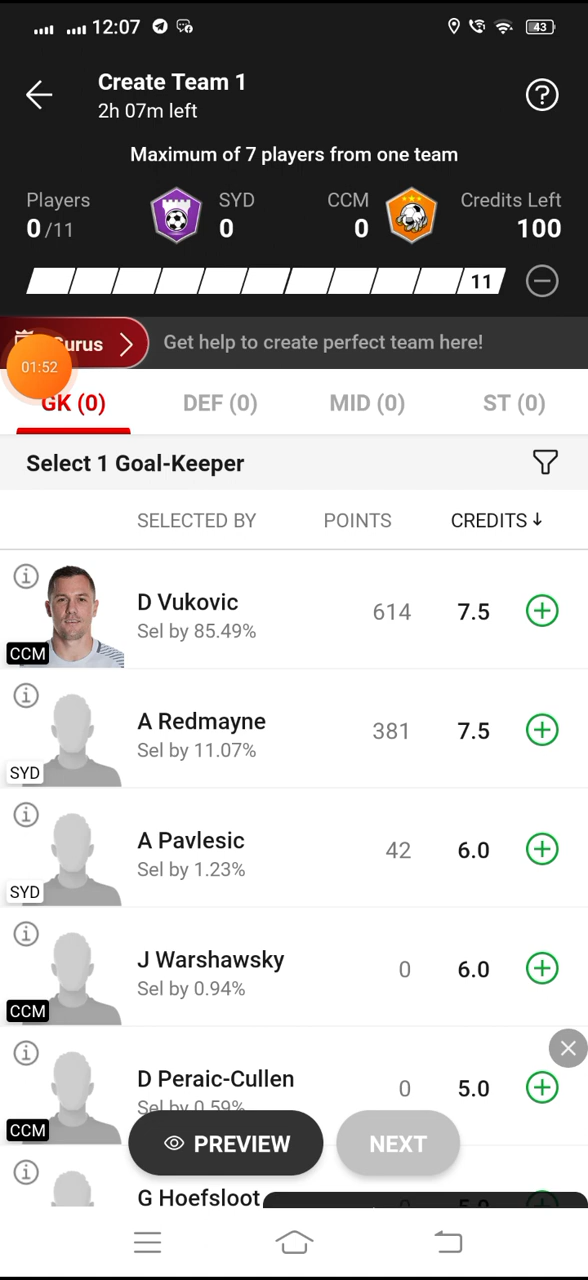 12:07
43
Create Team 1
2h 07m left
?
Maximum of 7 players from one team
Players
SYD
CCM
Credits Left
0 /11
0
0
100
11
urus
Get help to create perfect team here!
01:52
GK (0)
DEF (0)
MID (0)
ST (0)
Select 1 Goal-Keeper
SELECTED BY
POINTS
CREDITS ↓
D Vukovic
Sel by 85.49%
614
7.5
CCM
A Redmayne
Sel by 11.07%
381
7.5
SYD
A Pavlesic
Sel by 1.23%
42
6.0
SYD
J Warshawsky
Sel by 0.94%
0
6.0
CCM
D Peraic-Cullen
Sel by 0.59%
0
5.0
CCM
PREVIEW
NEXT
G Hoefsloot